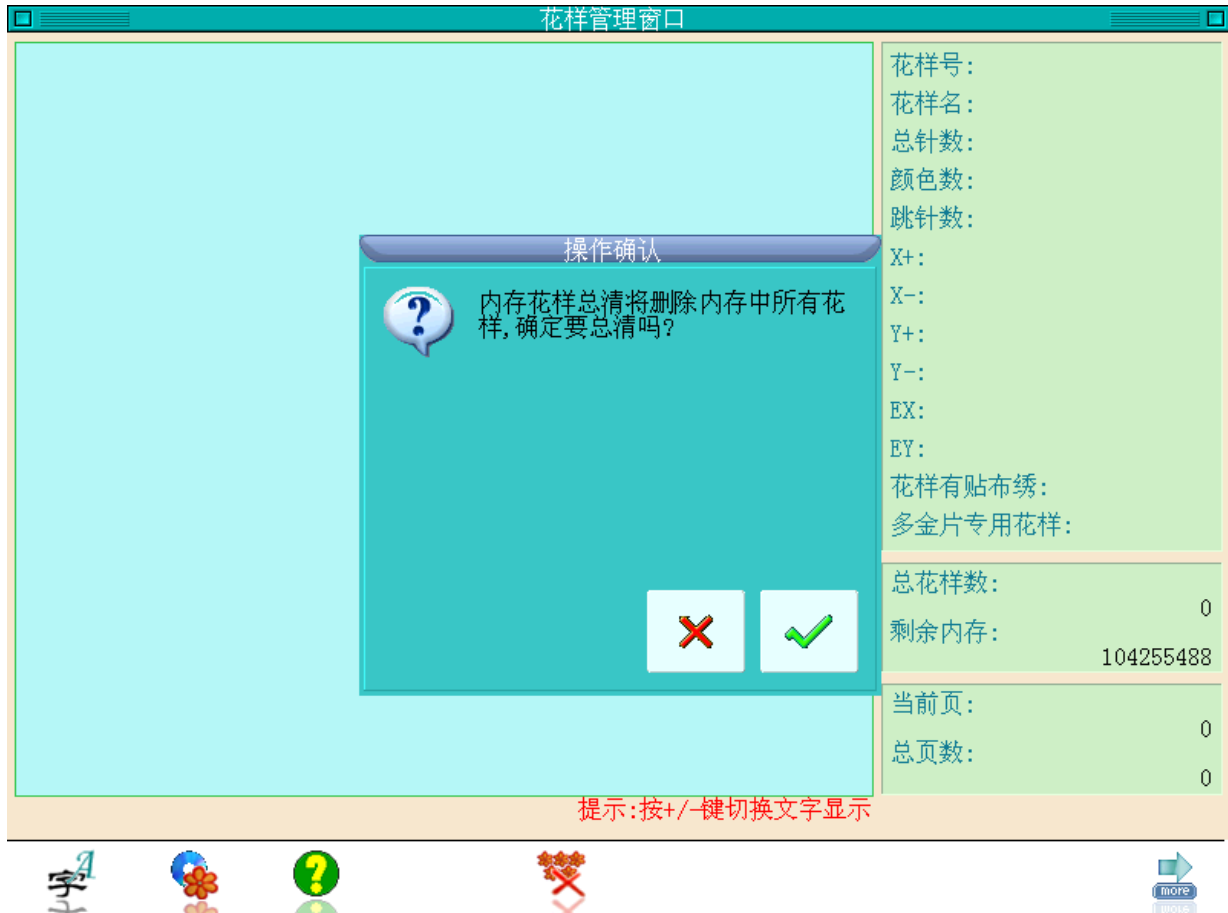 花样管理窗口
花样号:
花样名:
总针数:
颜色数:
跳针数:
X+:
X-:
Y+:
Y-:
EX:
EY:
花样有贴布绣:
多金片专用花样:
操作确认
内存花样总清将删除内存中所有花
样,确定要总清吗?
总花样数:
0
剩余内存:
104255488
当前页:
0
总页数:
0
提示:按+/-键切换文字显示
字A
?
more